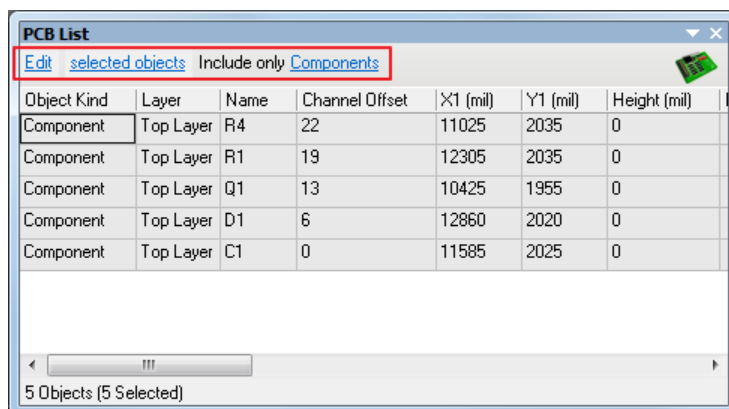 PCB List
Edit selected objects Include only Components
Object Kind Layer Name Channel Offset X1 (mil) Y1 (mil) Height (mil)
Component Top Layer R4 22 11025 2035 0
Component Top Layer R1 19 12305 2035 0
Component Top Layer Q1 13 10425 1955 0
Component Top Layer D1 6 12860 2020 0
Component Top Layer C1 0 11585 2025 0
5 Objects (5 Selected)